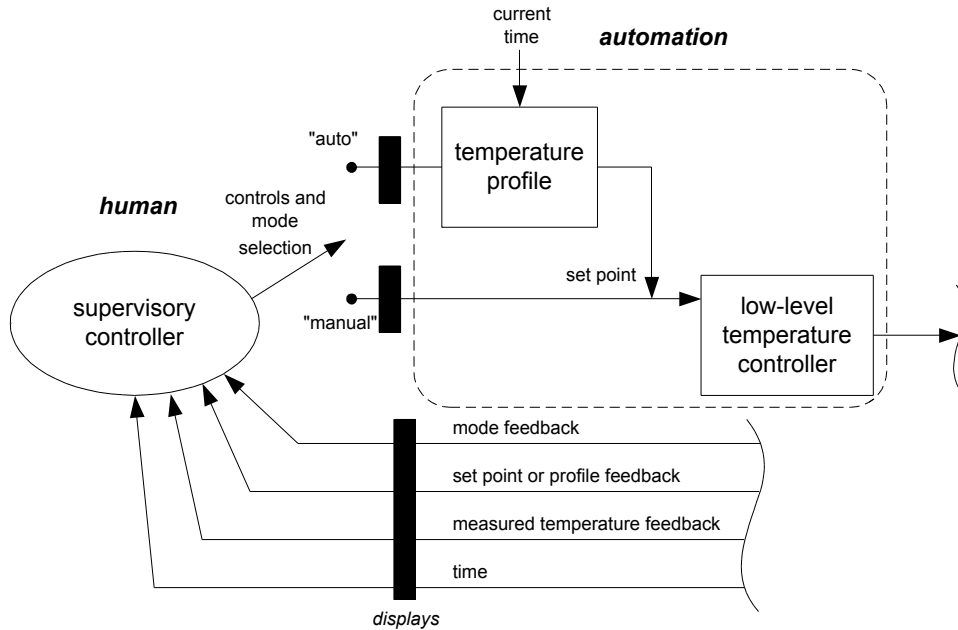 current
time
automation
"auto"
temperature
profile
human
controls and
mode
selection
set point
supervisory
controller
"manual"
low-level
temperature
controller
mode feedback
set point or profile feedback
measured temperature feedback
time
displays